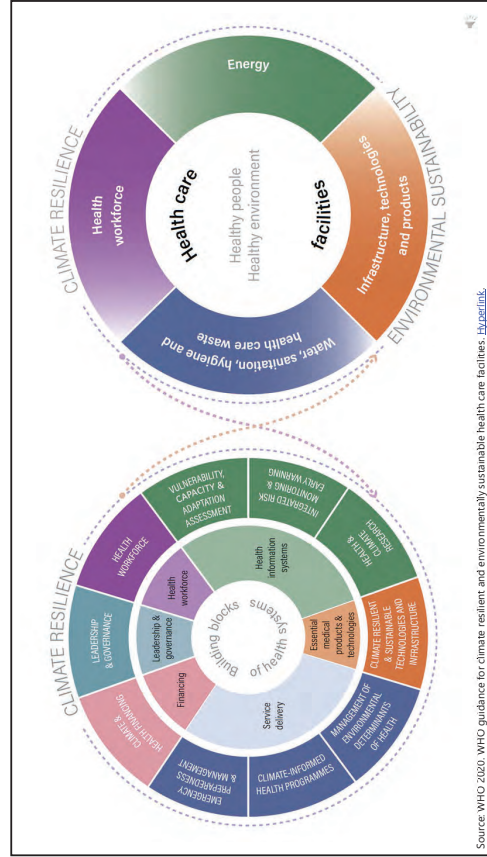 CLIMATE RESILIENCE
LEADERSHIP
& GOVERNANCE
HEALTH
WORKFORCE
VULNERABILITY,
CAPACITY &
ADAPTATION
ASSESSMENT
INTEGRATED RISK
MONITORING &
EARLY WARNING
HEALTH &
CLIMATE
RESEARCH
CLIMATE RESILIENT
& SUSTAINABLE
TECHNOLOGIES AND
INFRASTRUCTURE
MANAGEMENT OF
ENVIRONMENTAL
DETERMINANTS
OF HEALTH
CLIMATE-INFORMED
HEALTH PROGRAMMES
EMERGENCY
PREPAREDNESS
& MANAGEMENT
CLIMATE &
HEALTH FINANCING
Leadership &
governance
Health
workforce
Health
information
systems
Essential
medical
products &
technologies
Service
delivery
Financing
Building blocks
of health systems
CLIMATE RESILIENCE
Health
workforce
Energy
Infrastructure, technologies
and products
Water, sanitation, hygiene and
health care waste
Health care
Healthy people
Healthy environment
facilities
ENVIRONMENTAL SUSTAINABILITY
Source: WHO 2020. WHO guidance for climate resilient and environmentally sustainable health care facilities. Hyperlink.